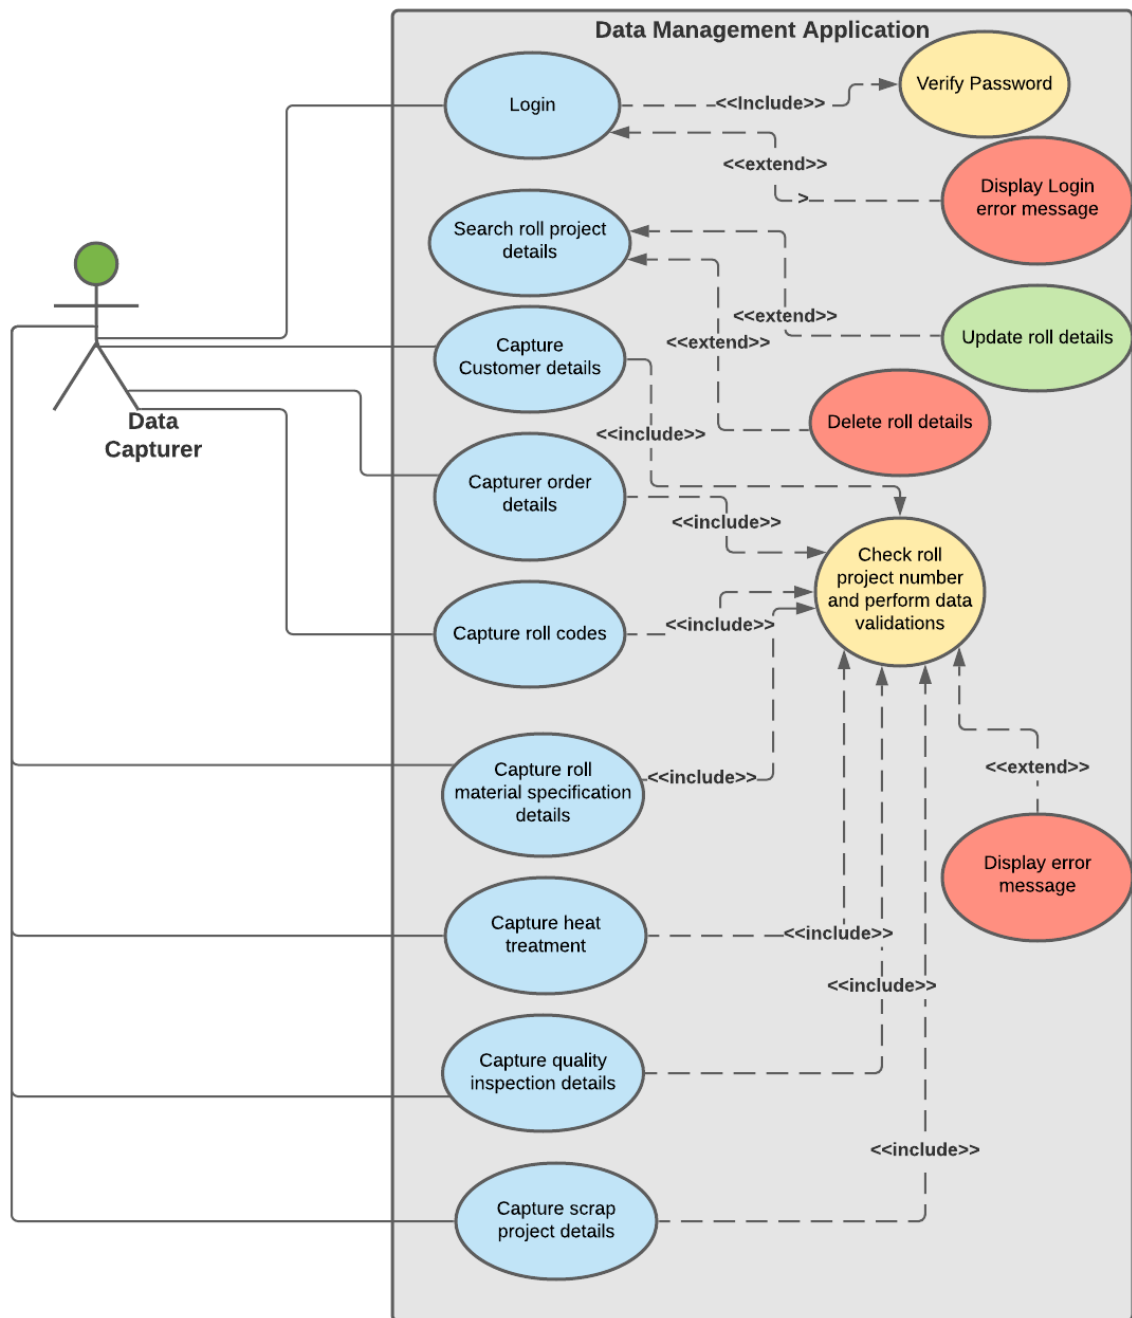 Data Management Application
Login
<<Include>>
Verify Password
<<extend>>
>
Display Login
error message
Search roll project
details
<<extend>>
Update roll details
Capture
Customer details
<<extend>>
Data
Capturer
Delete roll details
<<include>>
Capturer order
details
<<include>>
Check roll
project number
and perform data
validations
Capture roll codes
<<include>>
Capture roll
material specification
details
<<include>>
<<extend>>
Display error
message
Capture heat
treatment
<<include>>
<<include>>
Capture quality
inspection details
<<include>>
Capture scrap
project details